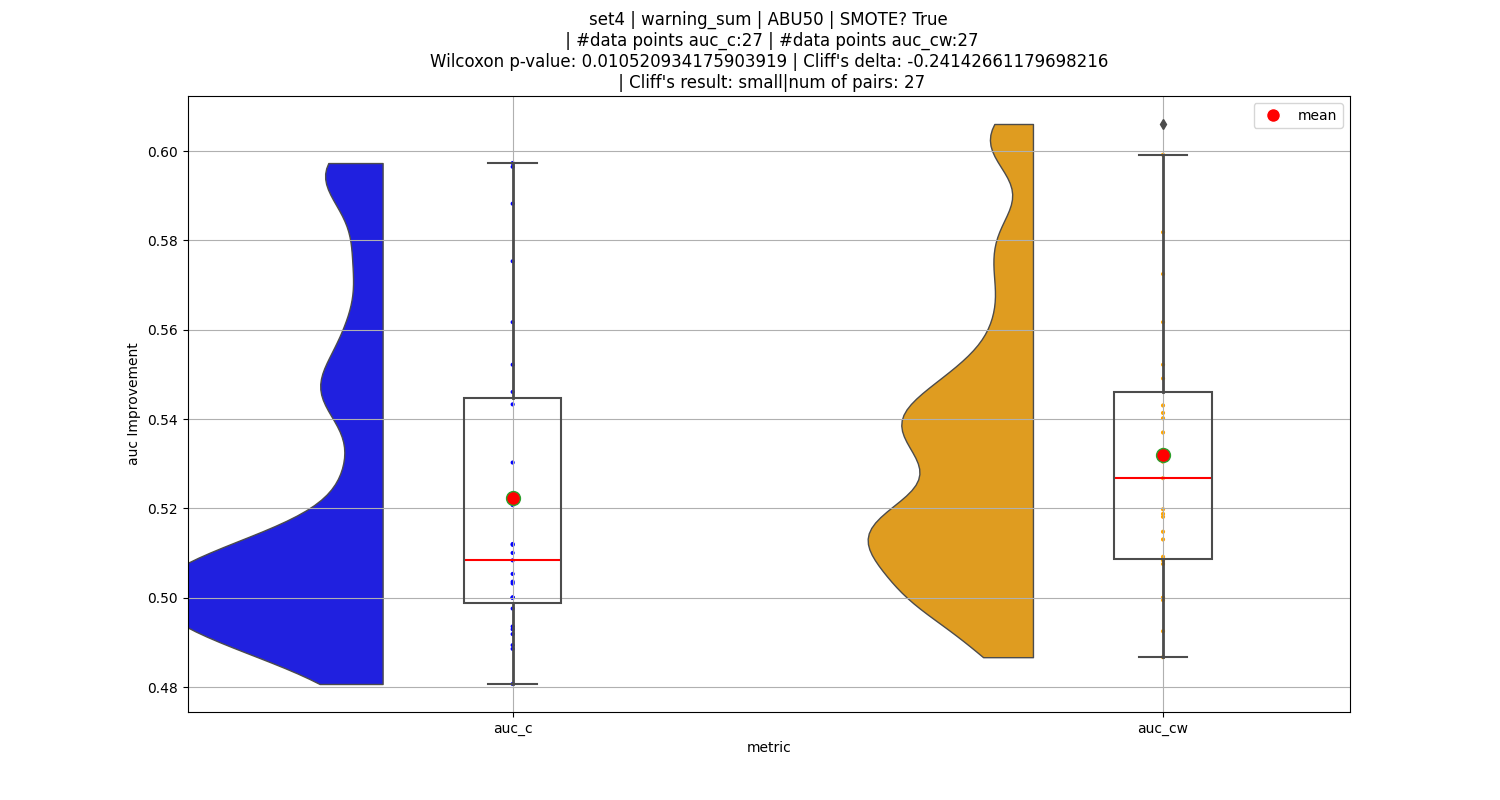 set4 | warning_sum | ABU50 | SMOTE? True
| #data points auc_c:27 | #data points auc_cw:27
Wilcoxon p-value: 0.010520934175903919 | Cliff's delta: -0.24142661179698216
| Cliff's result: small|num of pairs: 27
mean
0.60
0.58
0.56
0.54
0.52
0.50
0.48
auc Improvement
auc_c
auc_cw
metric